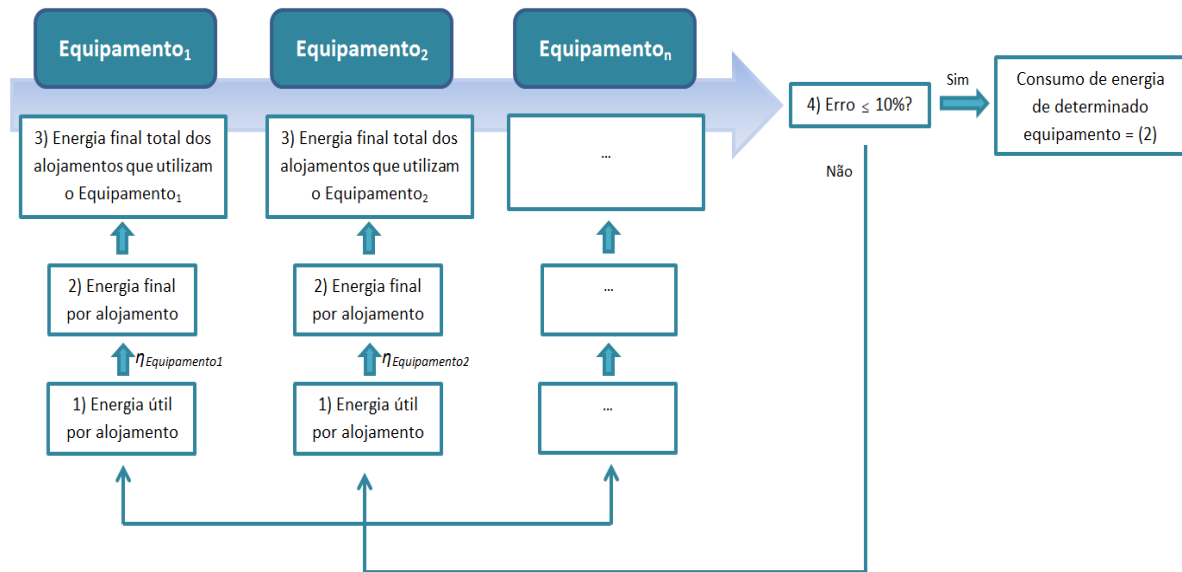 Equipamento₁
Equipamento₂
Equipamentoₙ
3) Energia final total dos
alojamentos que utilizam
o Equipamento₁
3) Energia final total dos
alojamentos que utilizam
o Equipamento₂
...
4) Erro ≤ 10%?
Sim
Consumo de energia
de determinado
equipamento = (2)
Não
2) Energia final
por alojamento
2) Energia final
por alojamento
...
η Equipamento1
η Equipamento2
1) Energia útil
por alojamento
1) Energia útil
por alojamento
...